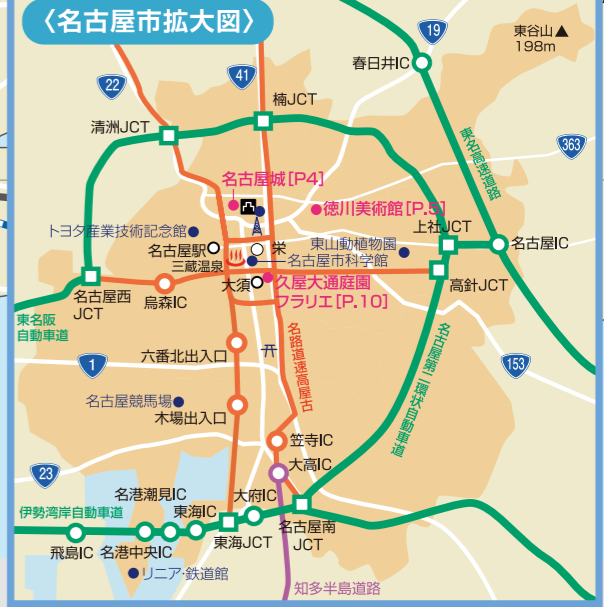 〈名古屋市拡大図〉
19
東谷山▲
198m
春日井IC
22
41
楠JCT
清洲JCT
東名高速道路
363
名古屋城[P4]
徳川美術館[P.5]
トヨタ産業技術記念館
上社JCT
名古屋駅
栄
東山動植物園
名古屋IC
三蔵温泉
名古屋市科学館
大須
久屋大通庭園
フラリエ[P.10]
高針JCT
名古屋西
JCT
烏森IC
東名阪
自動車道
六番北出入口
1
名路道速高屋古
名古屋第二環状自動車道
153
名古屋競馬場
木場出入口
笠寺IC
大高IC
23
名港潮見IC
大府IC
伊勢湾岸自動車道
東海IC
名古屋南
JCT
飛島IC
名港中央IC
東海JCT
リニア・鉄道館
知多半島道路